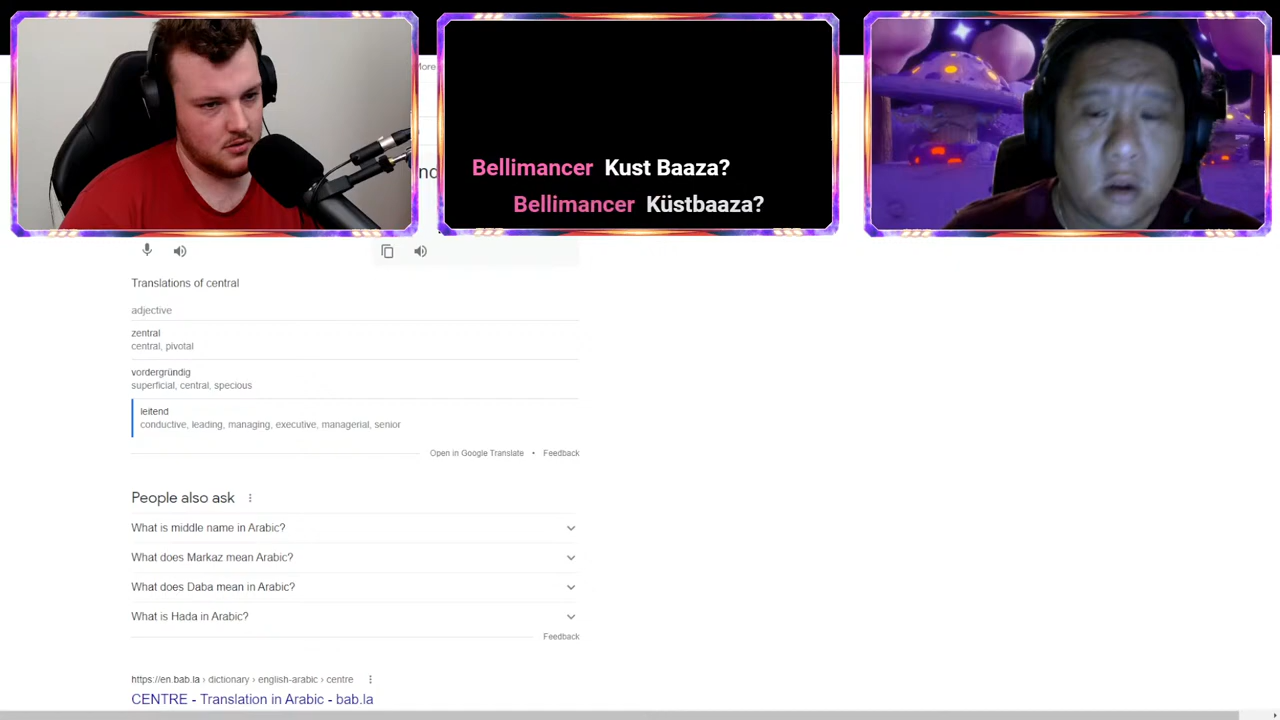 More
nd
Bellimancer Kust Baaza?
Bellimancer Küstbaaza?
Translations of central
adjective
zentral
central, pivotal
vordergründig
superficial, central, specious
leitend
conductive, leading, managing, executive, managerial, senior
Open in Google Translate • Feedback
People also ask
What is middle name in Arabic?
What does Markaz mean Arabic?
What does Daba mean in Arabic?
What is Hada in Arabic?
Feedback
https://en.bab.la › dictionary › english-arabic › centre
CENTRE - Translation in Arabic - bab.la